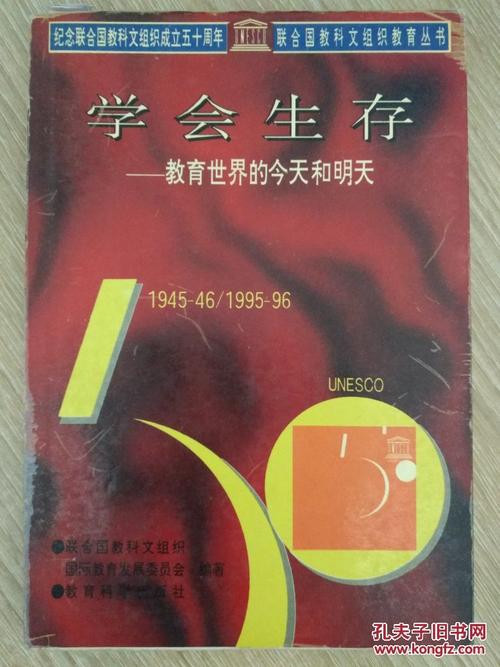 纪念联合国教科文组织成立五十周年
UNESCO
联合国教科文组织教育丛书
学会生存
——教育世界的今天和明天
1945-46/1995-96
UNESCO
●联合国教科文组织
国际教育发展委员会·编著
●教育科学出版社
孔夫子旧书网
www.kongfz.com